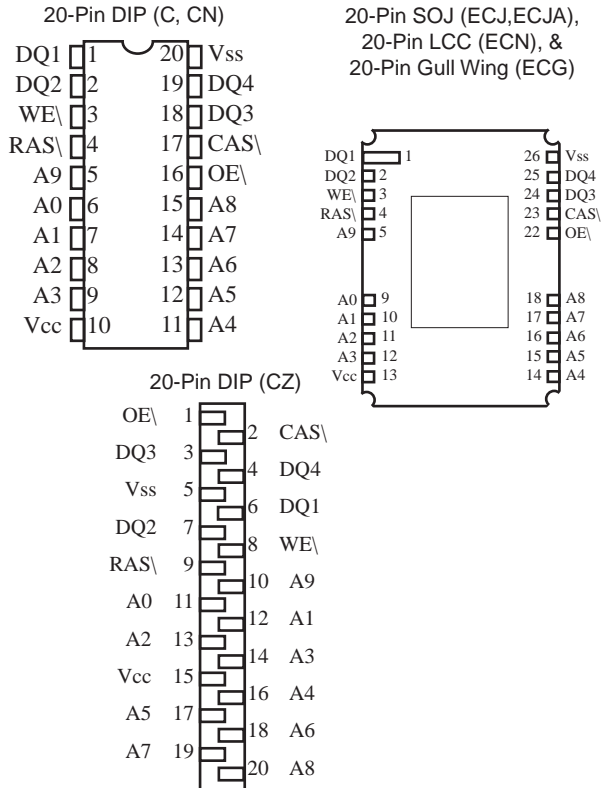 20-Pin DIP (C, CN)
DQ1 1 20 Vss
DQ2 2 19 DQ4
WE\ 3 18 DQ3
RAS\ 4 17 CAS\
A9 5 16 OE\
A0 6 15 A8
A1 7 14 A7
A2 8 13 A6
A3 9 12 A5
Vcc 10 11 A4
20-Pin SOJ (ECJ,ECJA),
20-Pin LCC (ECN), &
20-Pin Gull Wing (ECG)
DQ1 1 26 Vss
DQ2 2 25 DQ4
WE\ 3 24 DQ3
RAS\ 4 23 CAS\
A9 5 22 OE\
A0 9 18 A8
A1 10 17 A7
A2 11 16 A6
A3 12 15 A5
Vcc 13 14 A4
20-Pin DIP (CZ)
OE\ 1
2 CAS\
DQ3 3
4 DQ4
Vss 5
6 DQ1
DQ2 7
8 WE\
RAS\ 9
10 A9
A0 11
12 A1
A2 13
14 A3
Vcc 15
16 A4
A5 17
18 A6
A7 19
20 A8